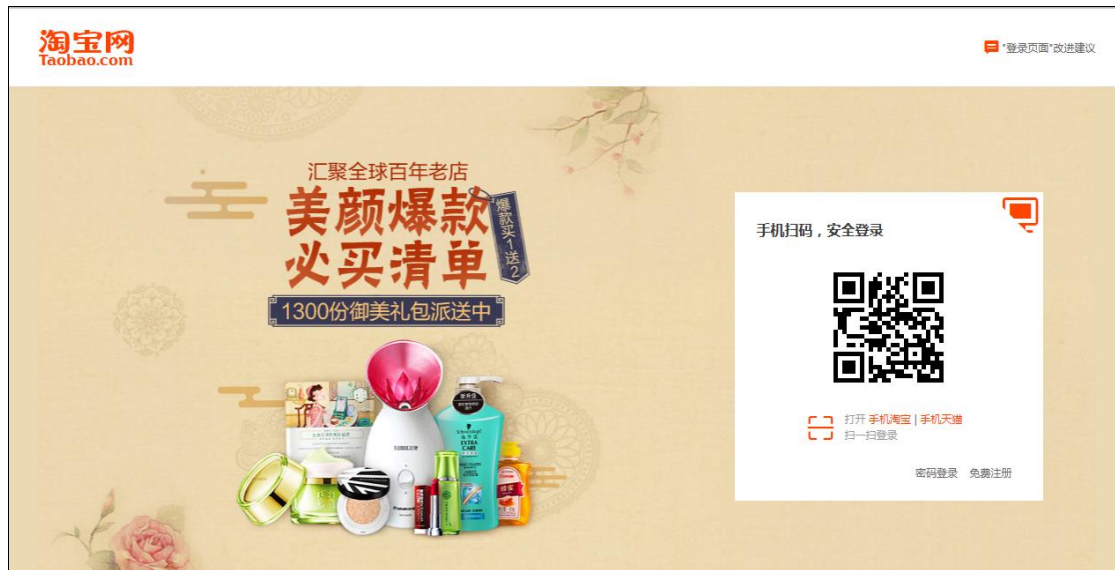 淘宝网
Taobao.com
"登录页面"改进建议
汇聚全球百年老店
美颜爆款
必买清单
爆款买1送2
1300份御美礼包派送中
手机扫码，安全登录
打开 手机淘宝 | 手机天猫
扫一扫登录
密码登录 免费注册
Schwarzkopf
EXTRA
CARE
Panasonic